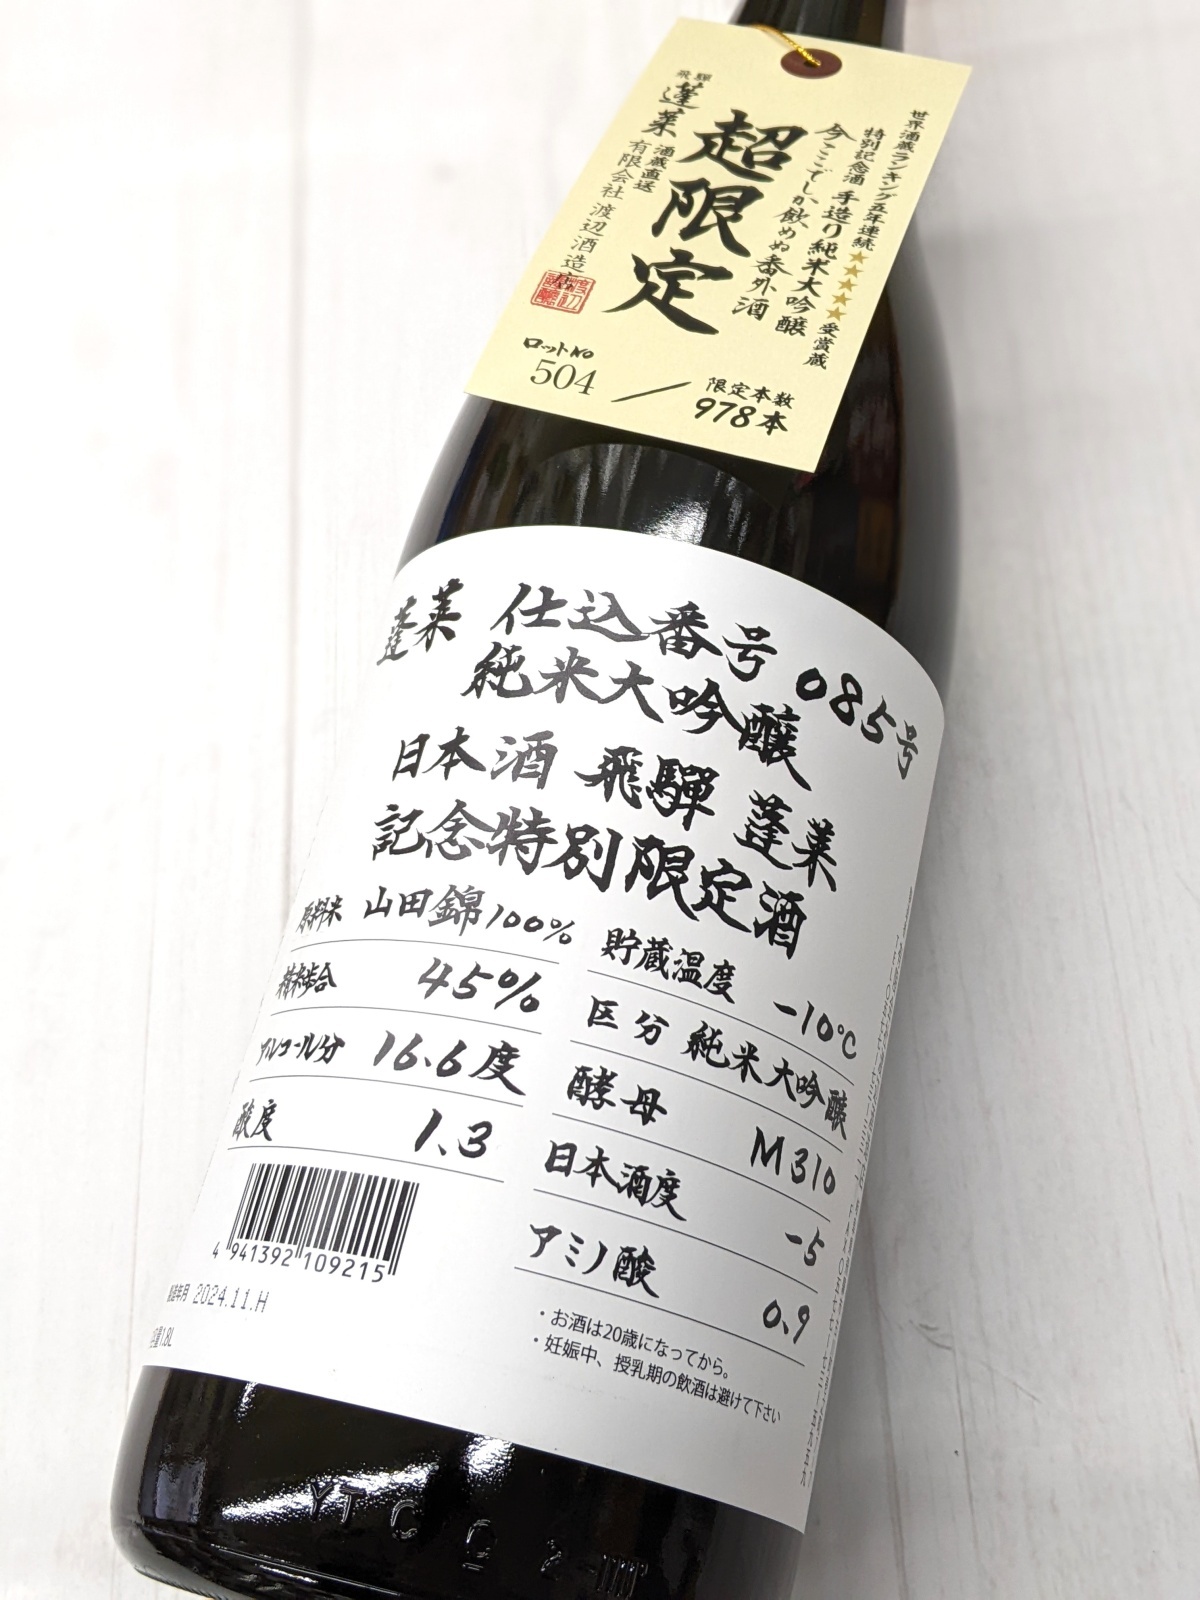 世界酒蔵ランキング五年連続★★★★★受賞蔵
特別記念酒 手造り純米大吟醸
今ここでしか飲めぬ番外酒
超限定
飛騨
蓬莱 酒蔵直送
有限会社 渡辺酒造店
ロットNo
504 / 限定本数
978本
蓬莱 仕込番号 085号
純米大吟醸
日本酒 飛騨 蓬莱
記念特別限定酒
原料米 山田錦100%
精米歩合 45%
アルコール分 16.6度
酸度 1.3
貯蔵温度 -10℃
区分 純米大吟醸
酵母 M310
日本酒度 -5
アミノ酸 0.9
4 941392 109215
製造年月 2024.11.H
容量1.8L
・お酒は20歳になってから。
・妊娠中、授乳期の飲酒は避けて下さい